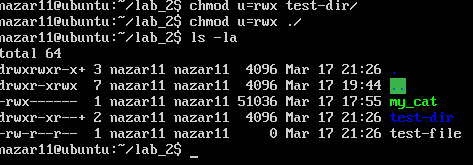 nazar11@ubuntu:~/lab_2$ chmod u=rwx test-dir/
nazar11@ubuntu:~/lab_2$ chmod u=rwx ./
nazar11@ubuntu:~/lab_2$ ls -la
total 64
drwxrwxr-x+ 3 nazar11 nazar11 4096 Mar 17 21:26 .
drwxr-xrwx 7 nazar11 nazar11 4096 Mar 17 19:44 ..
-rwx------ 1 nazar11 nazar11 51036 Mar 17 17:55 my_cat
drwxr-xr--+ 2 nazar11 nazar11 4096 Mar 17 21:26 test-dir
-rw-r--r-- 1 nazar11 nazar11 0 Mar 17 21:26 test-file
nazar11@ubuntu:~/lab_2$ _